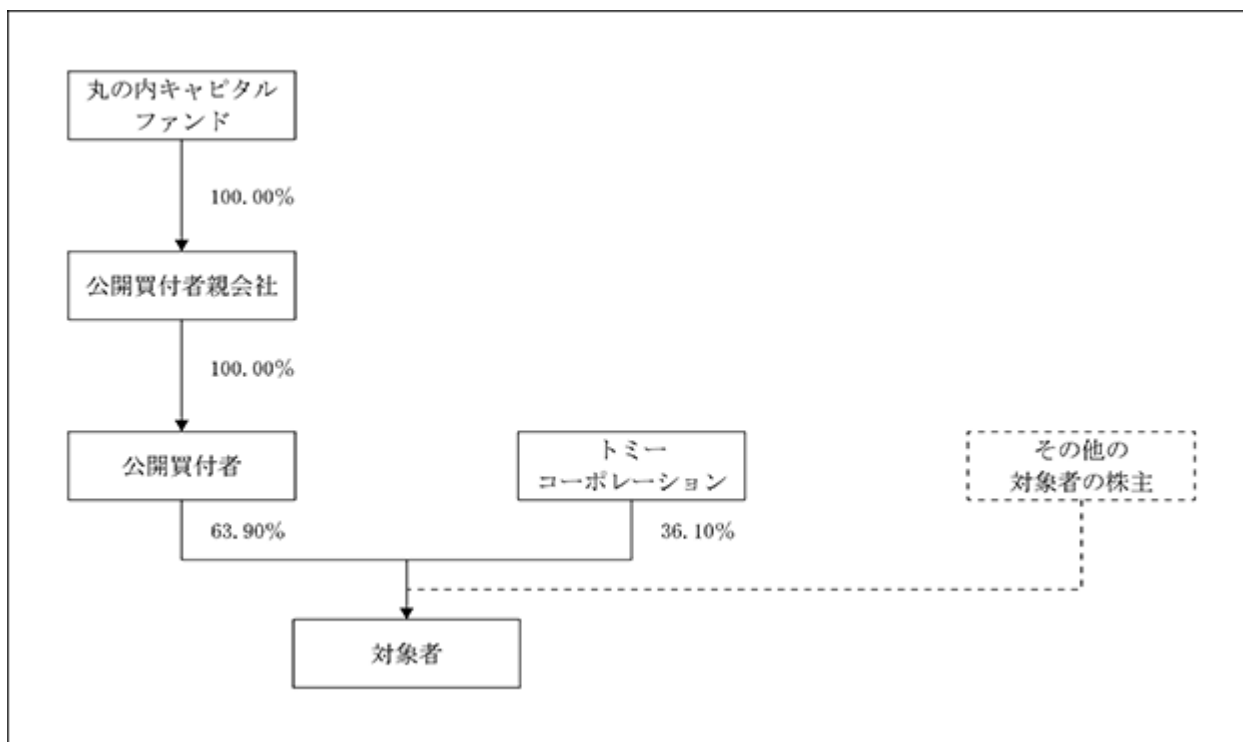 丸の内キャピタル
ファンド
100.00%
公開買付者親会社
100.00%
公開買付者
トミー
コーポレーション
その他の
対象者の株主
63.90%
36.10%
対象者